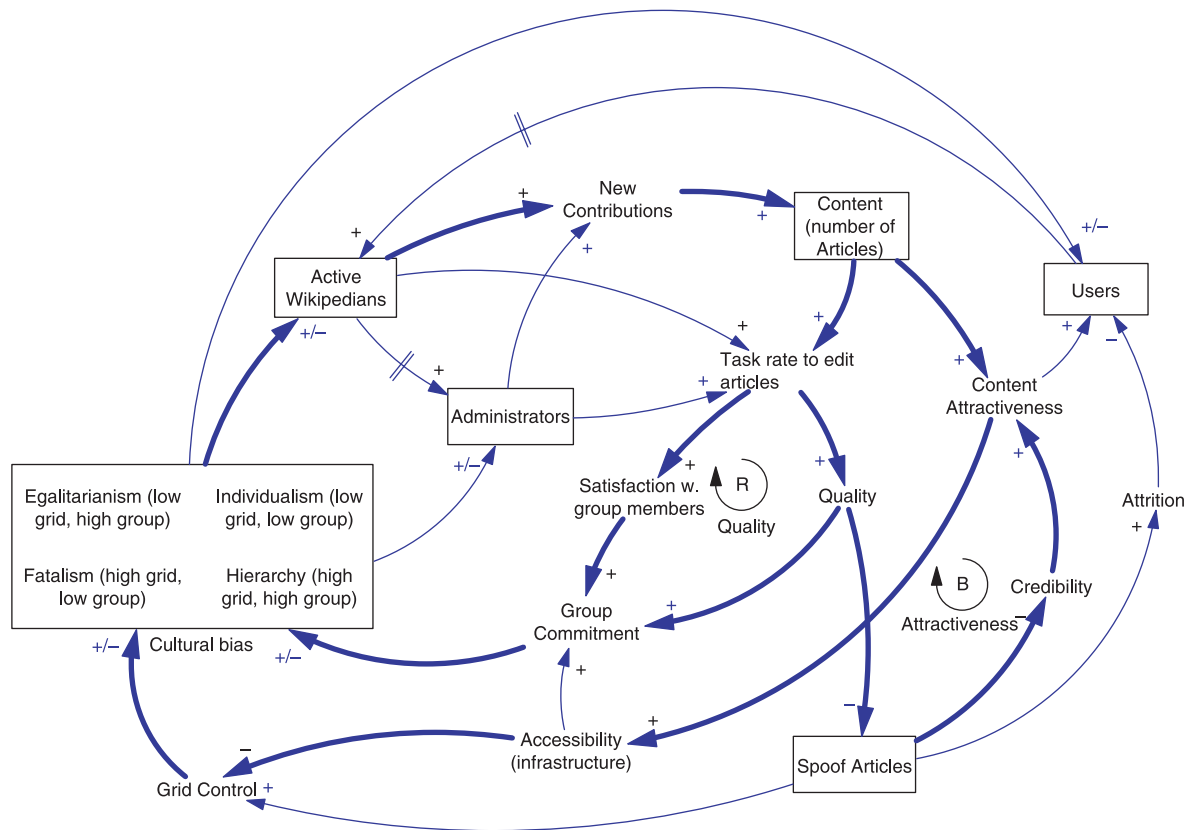 +/−
+
+
New
Contributions
+
+
Content
(number of
Articles)
Active
Wikipedians
+/−
Users
+
−
+
+
+
Task rate to edit
articles
+
+
Content
Attractiveness
Administrators
+/−
+
+
+
Egalitarianism (low
grid, high group)
Individualism (low
grid, low group)
Satisfaction w.
group members
R
Quality
Quality
Attrition
+
Fatalism (high grid,
low group)
Hierarchy (high
grid, high group)
+
B
Attractiveness
Credibility
−
Group
Commitment
+
+/−
Cultural bias
+/−
+
−
+
−
Accessibility
(infrastructure)
Spoof Articles
Grid Control
+